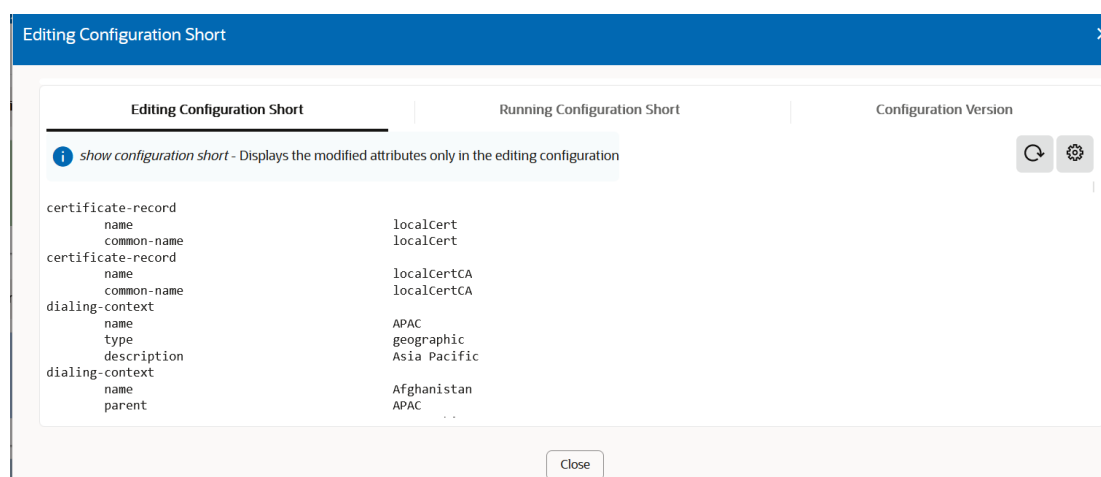 Editing Configuration Short
Editing Configuration Short Running Configuration Short Configuration Version
i show configuration short - Displays the modified attributes only in the editing configuration
certificate-record
name localCert
common-name localCert
certificate-record
name localCertCA
common-name localCertCA
dialing-context
name APAC
type geographic
description Asia Pacific
dialing-context
name Afghanistan
parent APAC
Close